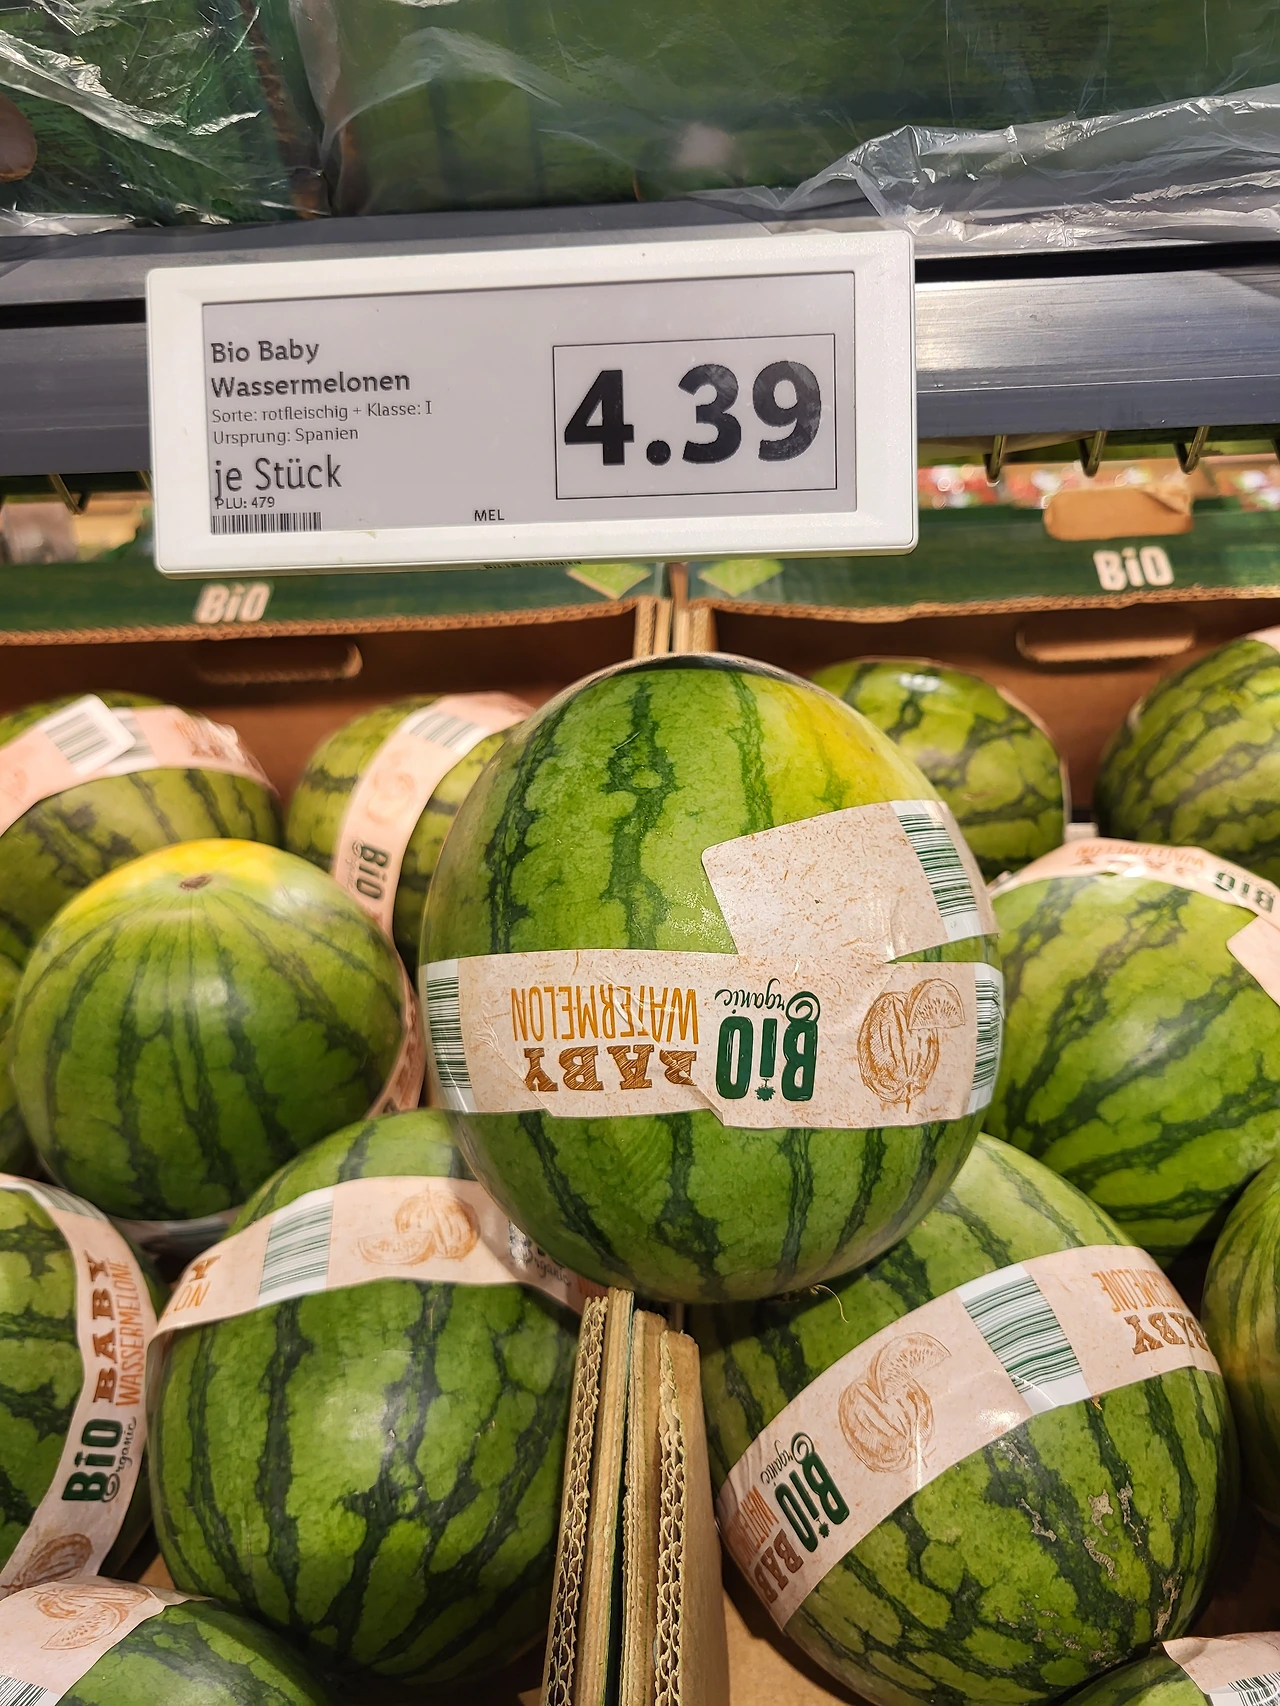 Bio Baby
Wassermelonen
Sorte: rotfleischig + Klasse: I
Ursprung: Spanien
je Stück
PLU: 479
MEL
4.39
BiO
BiO
BiO
BiO
BiO
Organic
BABY
WATERMELON
BiO
Organic
BABY
WASSERMELONE
BABY
WASSERMELONE
BiO
Organic